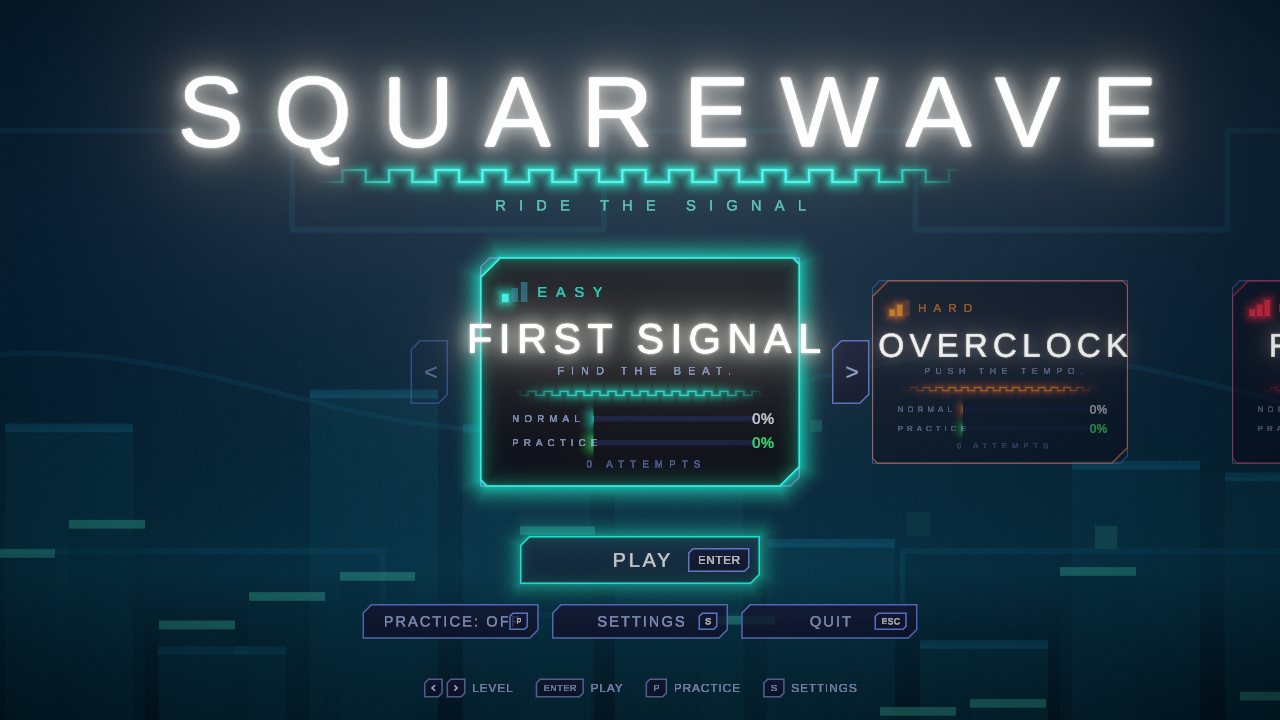 SQUAREWAVE
RIDE THE SIGNAL
EASY
FIRST SIGNAL
FIND THE BEAT.
NORMAL 0%
PRACTICE 0%
0 ATTEMPTS
<
>
HARD
OVERCLOCK
PUSH THE TEMPO.
NORMAL 0%
PRACTICE 0%
0 ATTEMPTS
PLAY ENTER
PRACTICE: OF P
SETTINGS S
QUIT ESC
< > LEVEL ENTER PLAY P PRACTICE S SETTINGS